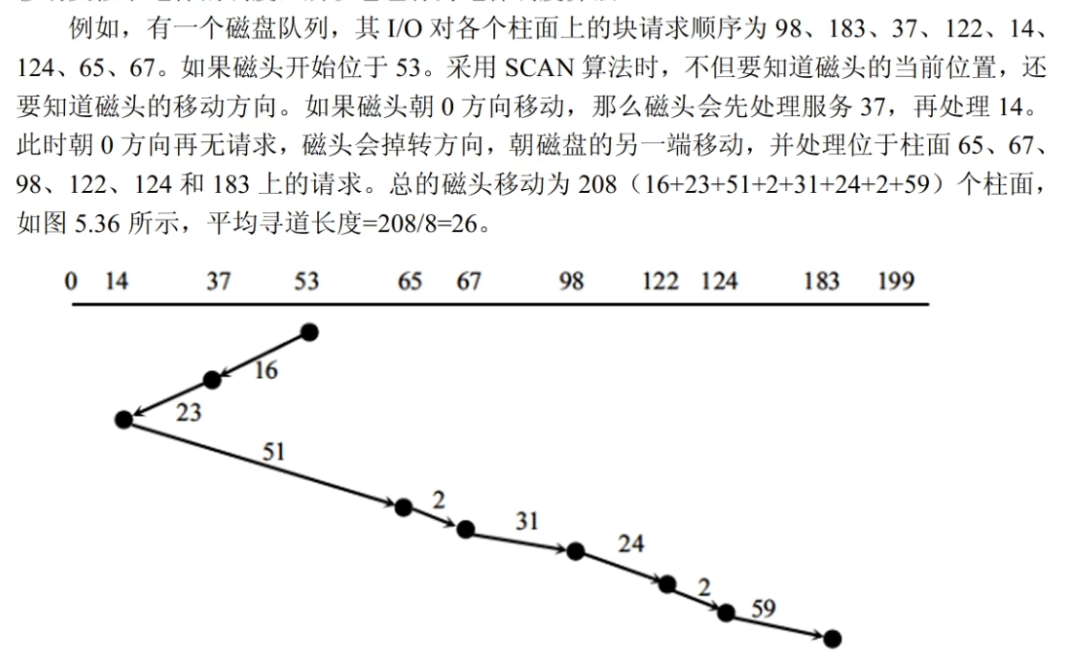 例如，有一个磁盘队列，其 I/O 对各个柱面上的块请求顺序为 98、183、37、122、14、
124、65、67。如果磁头开始位于 53。采用 SCAN 算法时，不但要知道磁头的当前位置，还
要知道磁头的移动方向。如果磁头朝 0 方向移动，那么磁头会先处理服务 37，再处理 14。
此时朝 0 方向再无请求，磁头会掉转方向，朝磁盘的另一端移动，并处理位于柱面 65、67、
98、122、124 和 183 上的请求。总的磁头移动为 208（16+23+51+2+31+24+2+59）个柱面，
如图 5.36 所示，平均寻道长度=208/8=26。
0 14 37 53 65 67 98 122 124 183 199
16
23
51
2
31
24
2
59